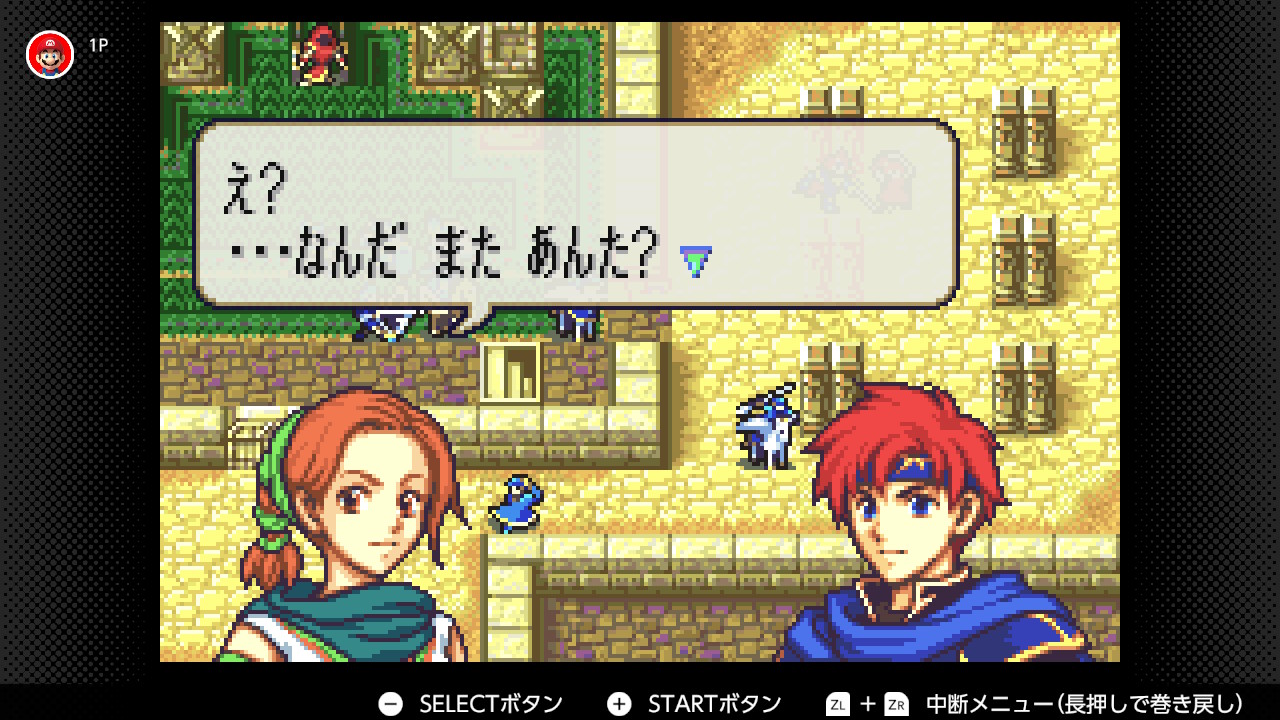 1P
え?
・・・なんだ また あんた?
SELECTボタン
STARTボタン
ZL + ZR 中断メニュー(長押しで巻き戻し)